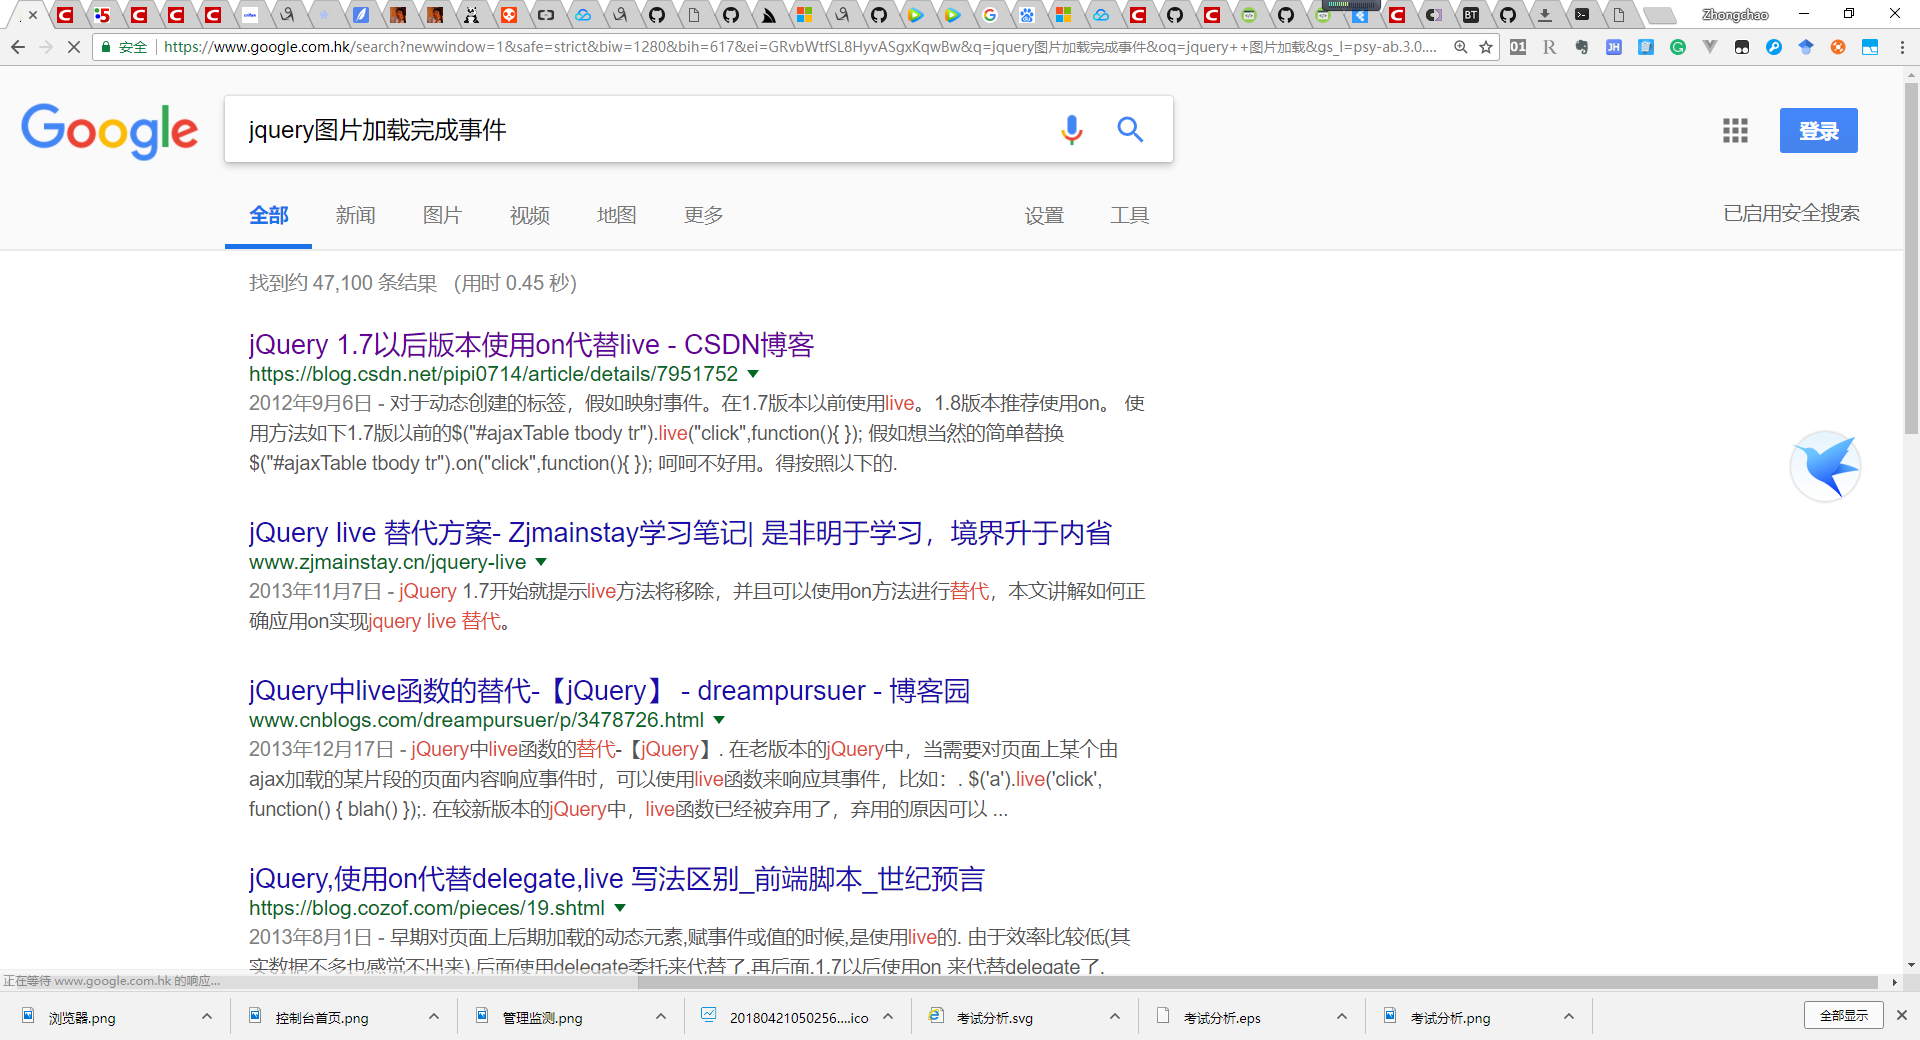 Zhongchao
安全 https://www.google.com.hk/search?newwindow=1&safe=strict&biw=1280&bih=617&ei=GRvbWtfSL8HyvASgxKqwBw&q=jquery图片加载完成事件&oq=jquery++图片加载&gs_l=psy-ab.3.0....
Google
jquery图片加载完成事件
登录
全部 新闻 图片 视频 地图 更多 设置 工具
已启用安全搜索
找到约 47,100 条结果 （用时 0.45 秒）
jQuery 1.7以后版本使用on代替live - CSDN博客
https://blog.csdn.net/pipi0714/article/details/7951752
2012年9月6日 - 对于动态创建的标签，假如映射事件。在1.7版本以前使用live。1.8版本推荐使用on。 使
用方法如下1.7版以前的$("#ajaxTable tbody tr").live("click",function(){ }); 假如想当然的简单替换
$("#ajaxTable tbody tr").on("click",function(){ }); 呵呵不好用。得按照以下的.
jQuery live 替代方案- Zjmainstay学习笔记| 是非明于学习，境界升于内省
www.zjmainstay.cn/jquery-live
2013年11月7日 - jQuery 1.7开始就提示live方法将移除，并且可以使用on方法进行替代，本文讲解如何正
确应用on实现jquery live 替代。
jQuery中live函数的替代-【jQuery】 - dreampursuer - 博客园
www.cnblogs.com/dreampursuer/p/3478726.html
2013年12月17日 - jQuery中live函数的替代-【jQuery】. 在老版本的jQuery中，当需要对页面上某个由
ajax加载的某片段的页面内容响应事件时，可以使用live函数来响应其事件，比如：. $('a').live('click',
function() { blah() });. 在较新版本的jQuery中，live函数已经被弃用了，弃用的原因可以 ...
jQuery,使用on代替delegate,live 写法区别_前端脚本_世纪预言
https://blog.cozof.com/pieces/19.shtml
2013年8月1日 - 早期对页面上后期加载的动态元素,赋事件或值的时候,是使用live的. 由于效率比较低(其
实数据不多也感觉不出来),后面使用delegate委托来代替了,再后面,1.7以后使用on 来代替delegate了.
正在等待 www.google.com.hk 的响应...
浏览器.png 控制台首页.png 管理监测.png 20180421050256....ico 考试分析.svg 考试分析.eps 考试分析.png 全部显示